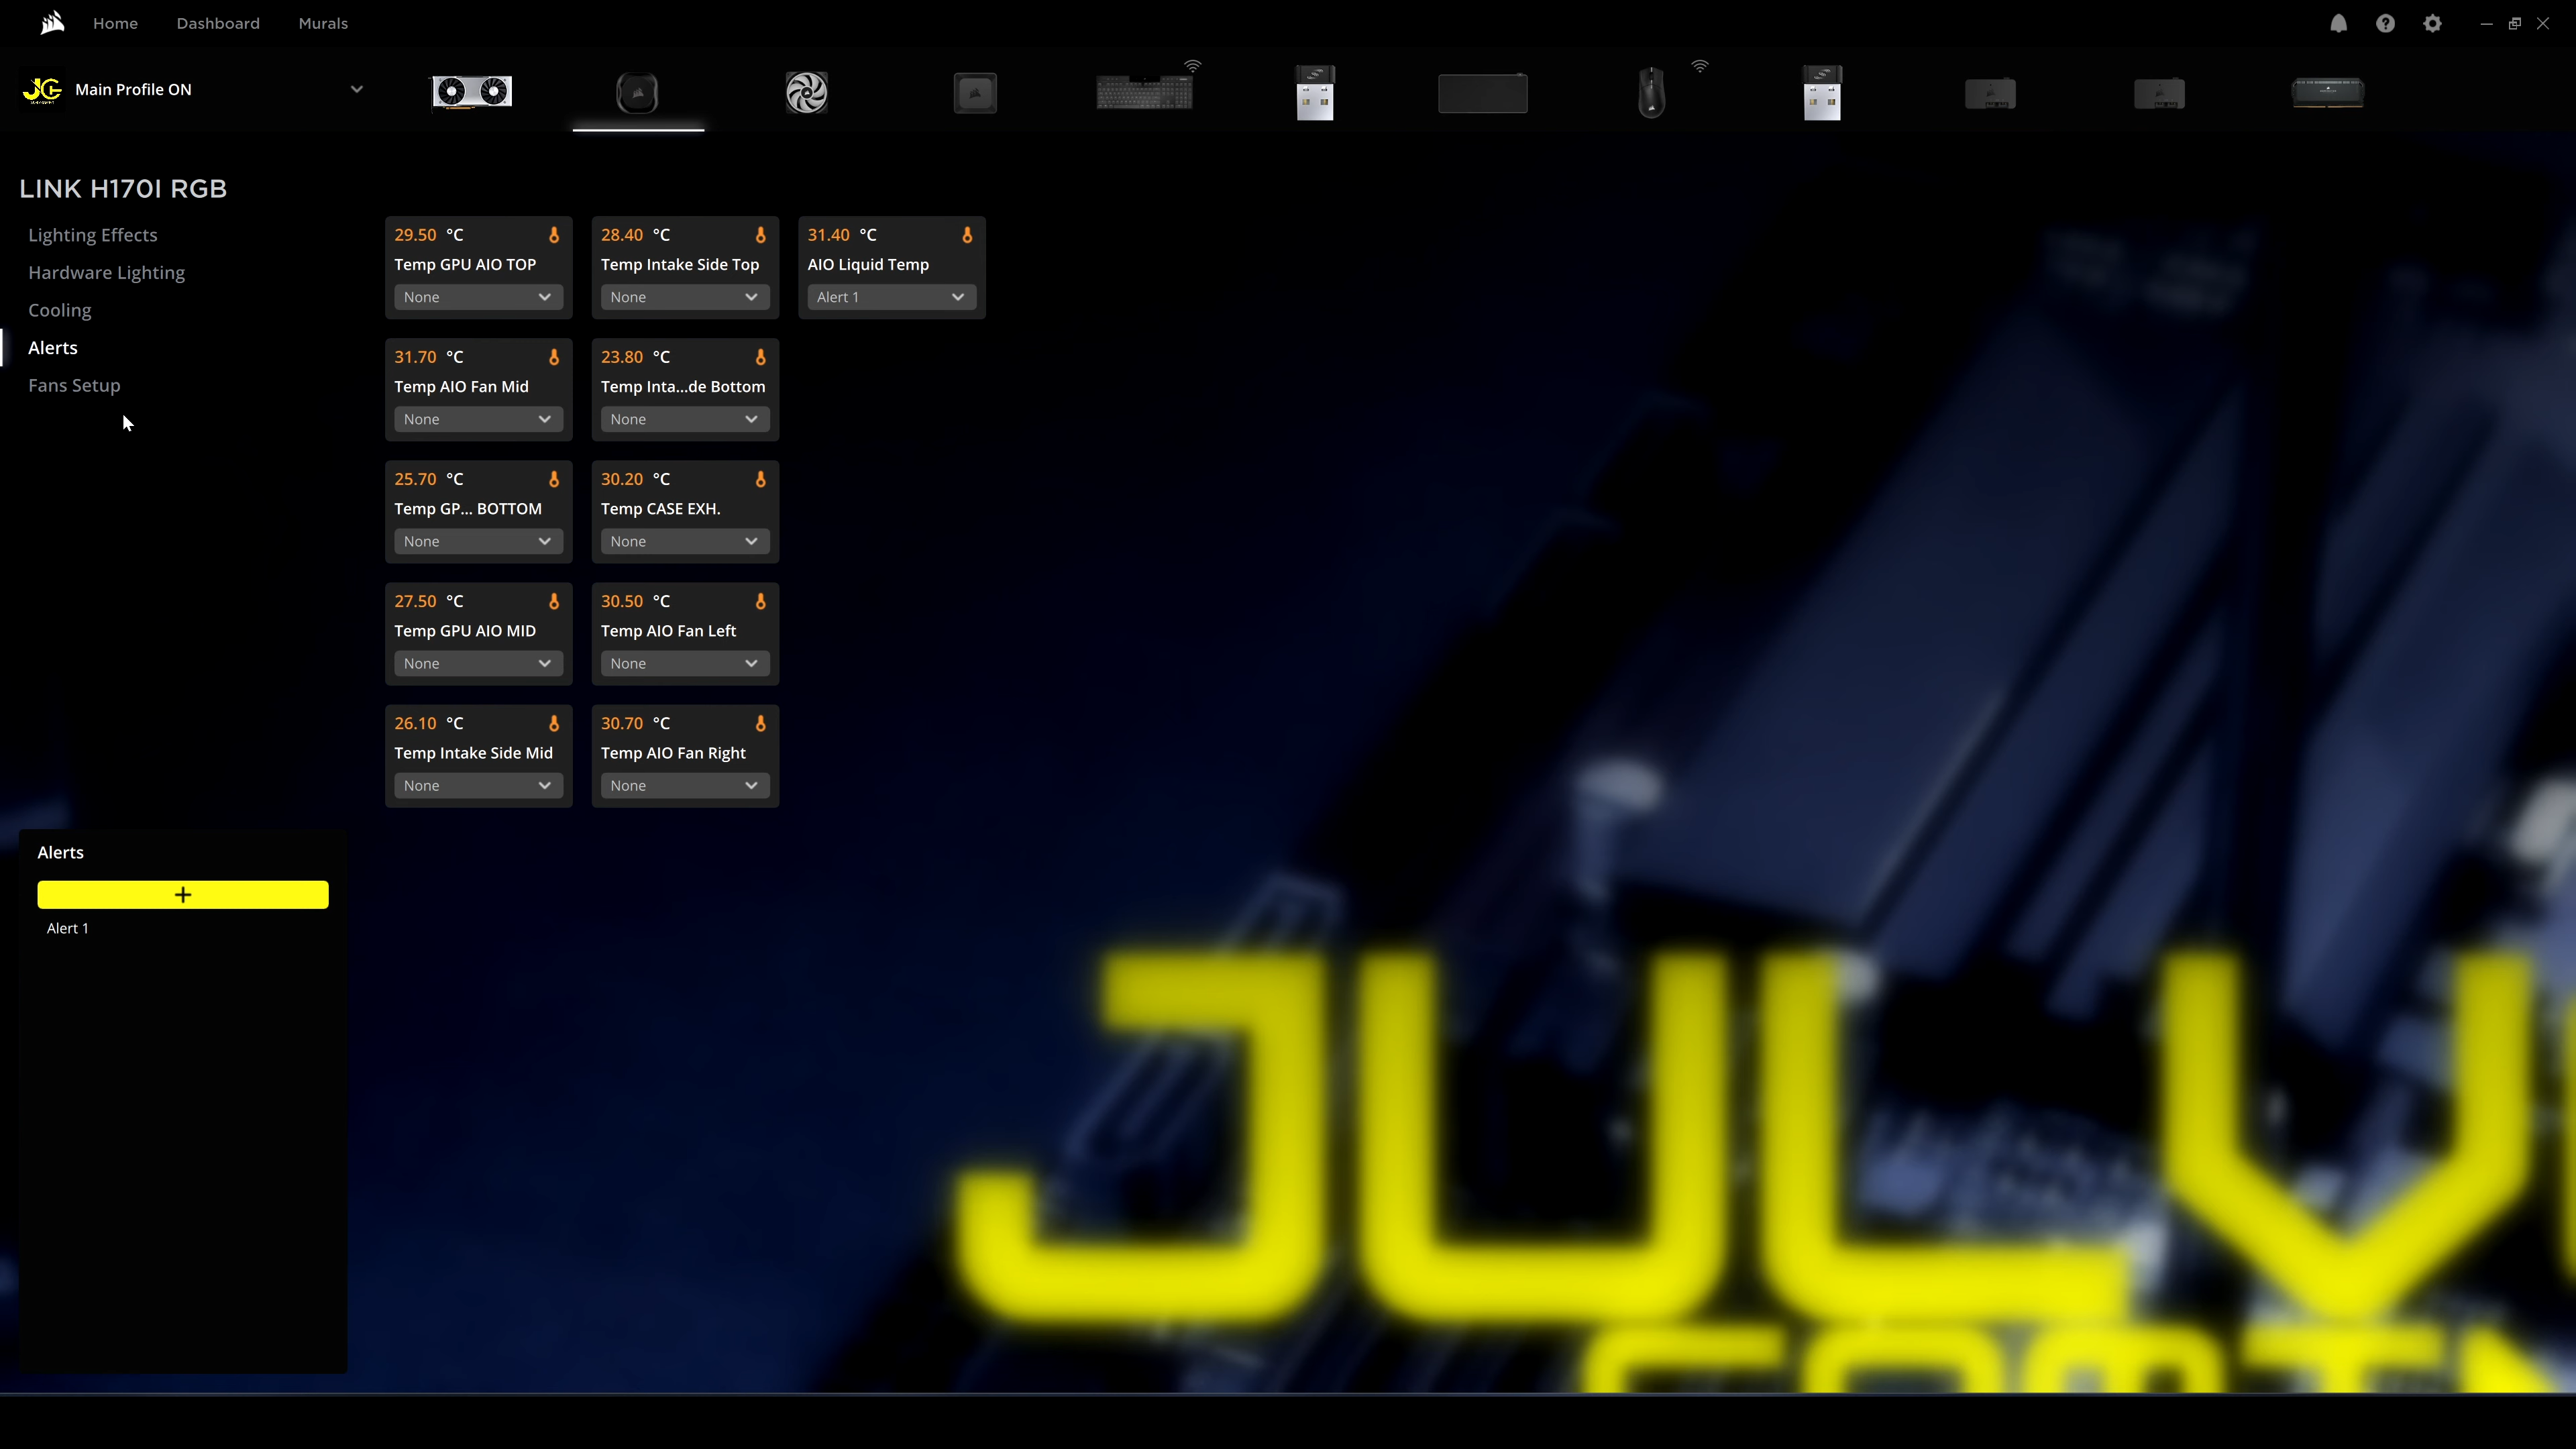 Home Dashboard Murals
Main Profile ON
LINK H170I RGB
Lighting Effects
Hardware Lighting
Cooling
Alerts
Fans Setup
29.50 °C
Temp GPU AIO TOP
None
28.40 °C
Temp Intake Side Top
None
31.40 °C
AIO Liquid Temp
Alert 1
31.70 °C
Temp AIO Fan Mid
None
23.80 °C
Temp Inta...de Bottom
None
25.70 °C
Temp GP... BOTTOM
None
30.20 °C
Temp CASE EXH.
None
27.50 °C
Temp GPU AIO MID
None
30.50 °C
Temp AIO Fan Left
None
26.10 °C
Temp Intake Side Mid
None
30.70 °C
Temp AIO Fan Right
None
Alerts
+
Alert 1